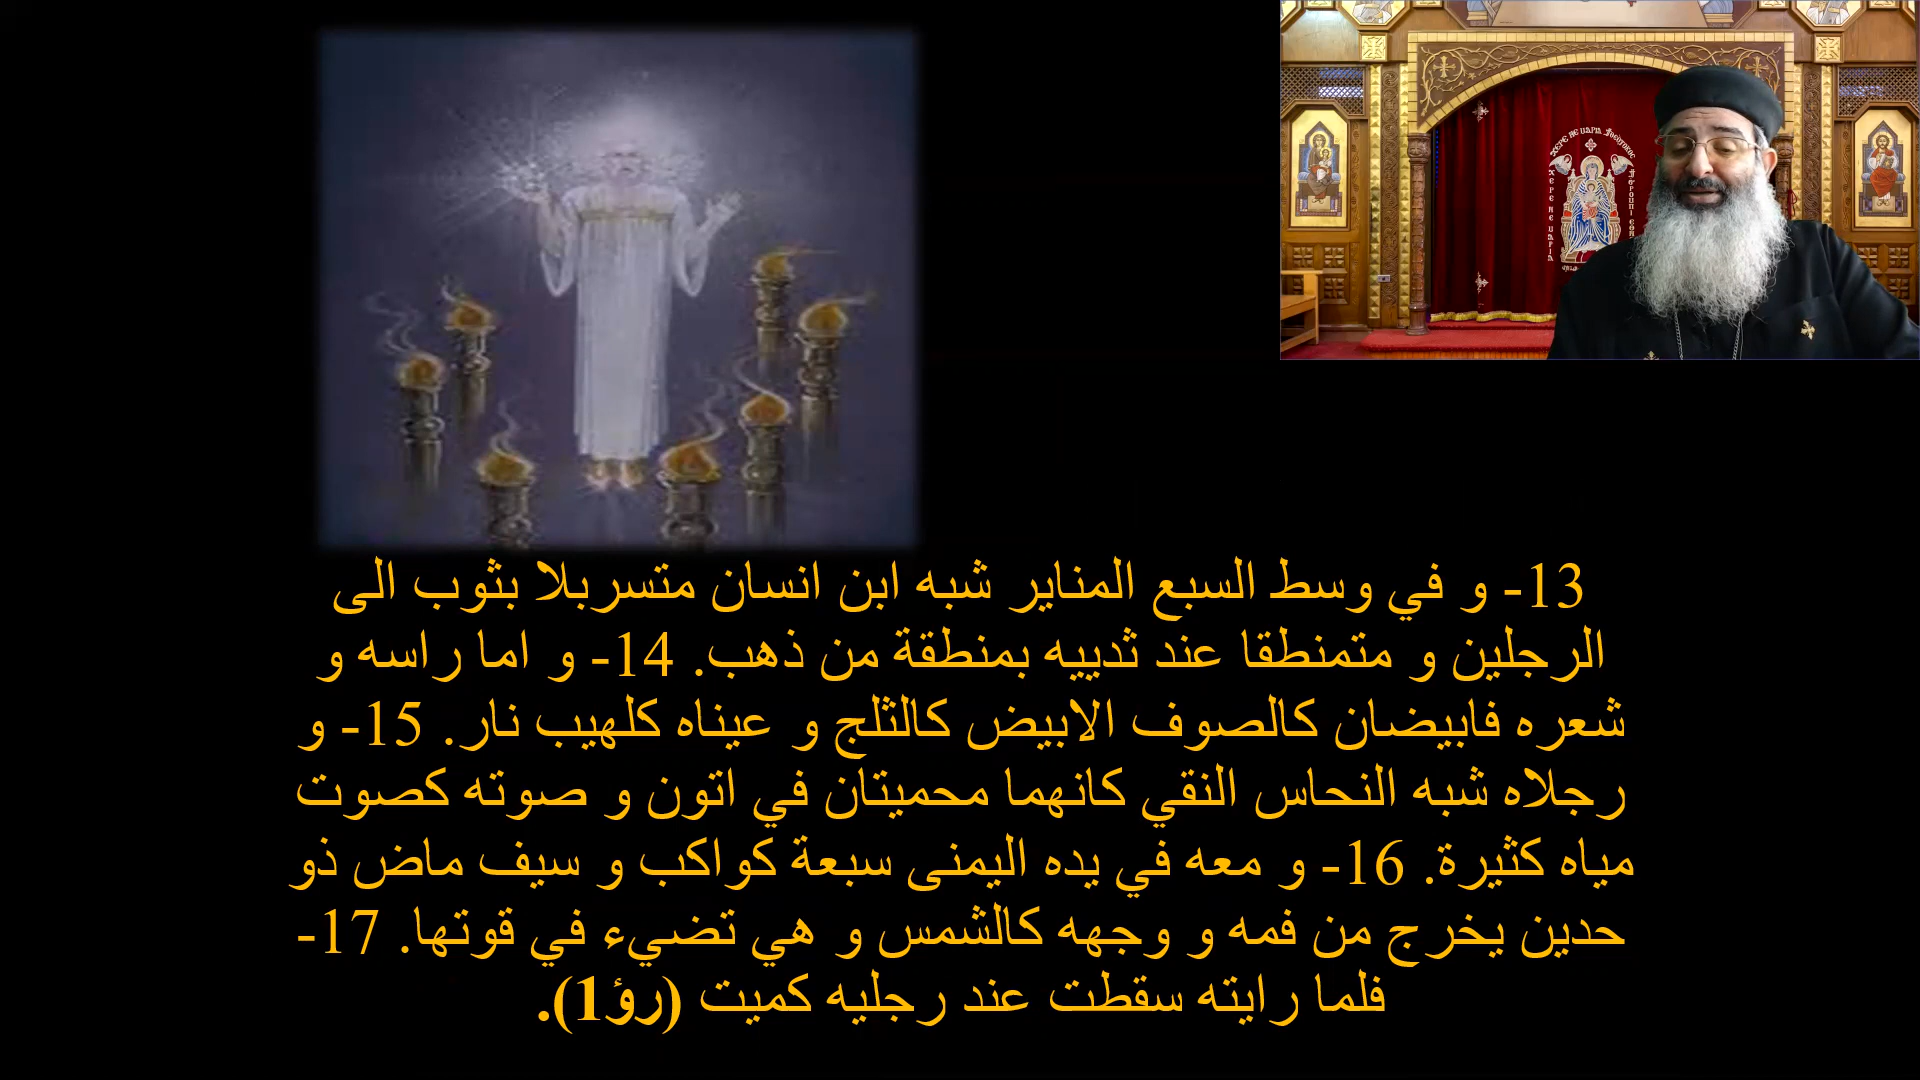 13- و في وسط السبع المناير شبه ابن انسان متسربلا بثوب الى
الرجلين و متمنطقا عند ثدييه بمنطقة من ذهب. 14- و اما راسه و
شعره فابيضان كالصوف الابيض كالثلج و عيناه كلهيب نار. 15- و
رجلاه شبه النحاس النقي كانهما محميتان في اتون و صوته كصوت
مياه كثيرة. 16- و معه في يده اليمنى سبعة كواكب و سيف ماض ذو
حدين يخرج من فمه و وجهه كالشمس و هي تضيء في قوتها. 17-
فلما رايته سقطت عند رجليه كميت (رؤ1).